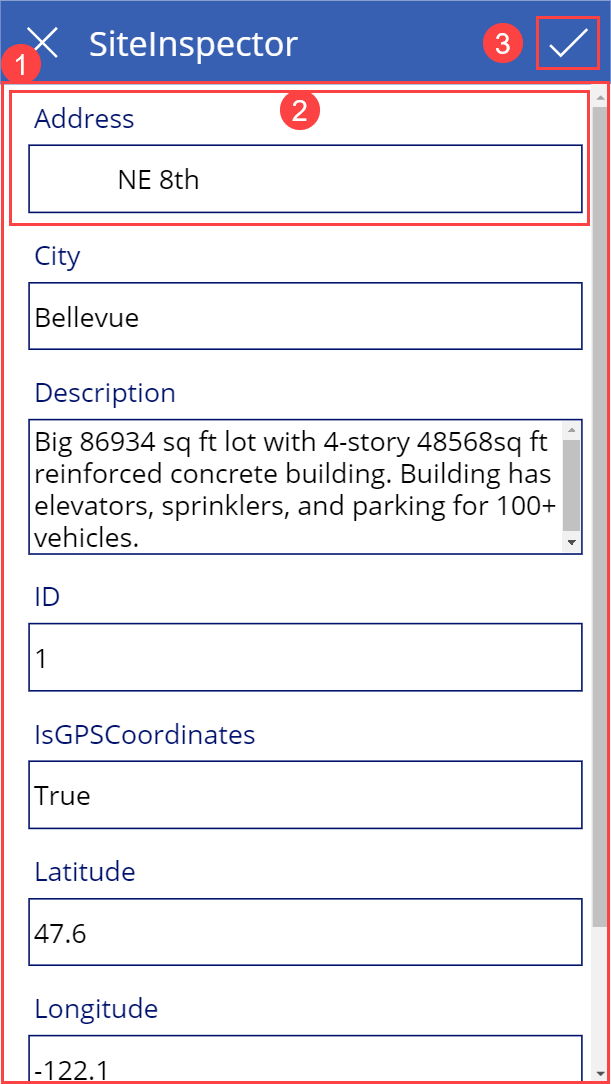 SiteInspector
3
1
2
Address
NE 8th
City
Bellevue
Description
Big 86934 sq ft lot with 4-story 48568sq ft
reinforced concrete building. Building has
elevators, sprinklers, and parking for 100+
vehicles.
ID
1
IsGPSCoordinates
True
Latitude
47.6
Longitude
-122.1